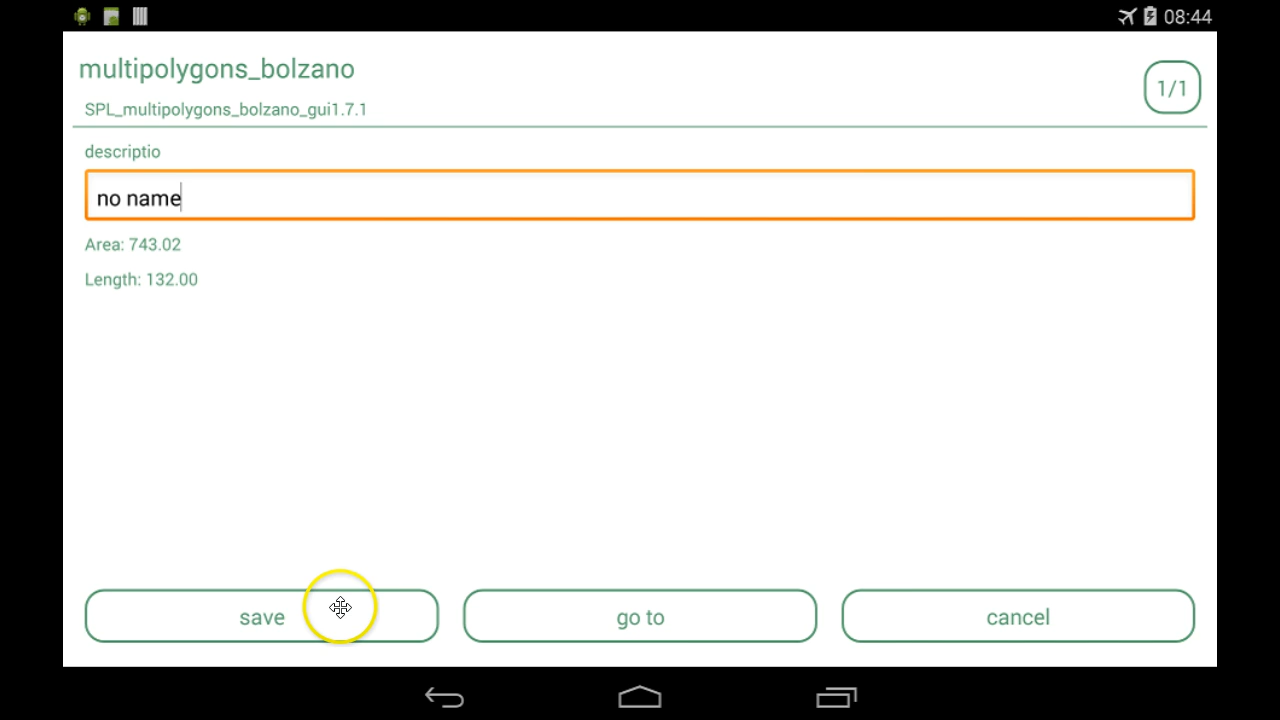 08:44
multipolygons_bolzano
1/1
SPL_multipolygons_bolzano_gui1.7.1
descriptio
no name
Area: 743.02
Length: 132.00
save
go to
cancel